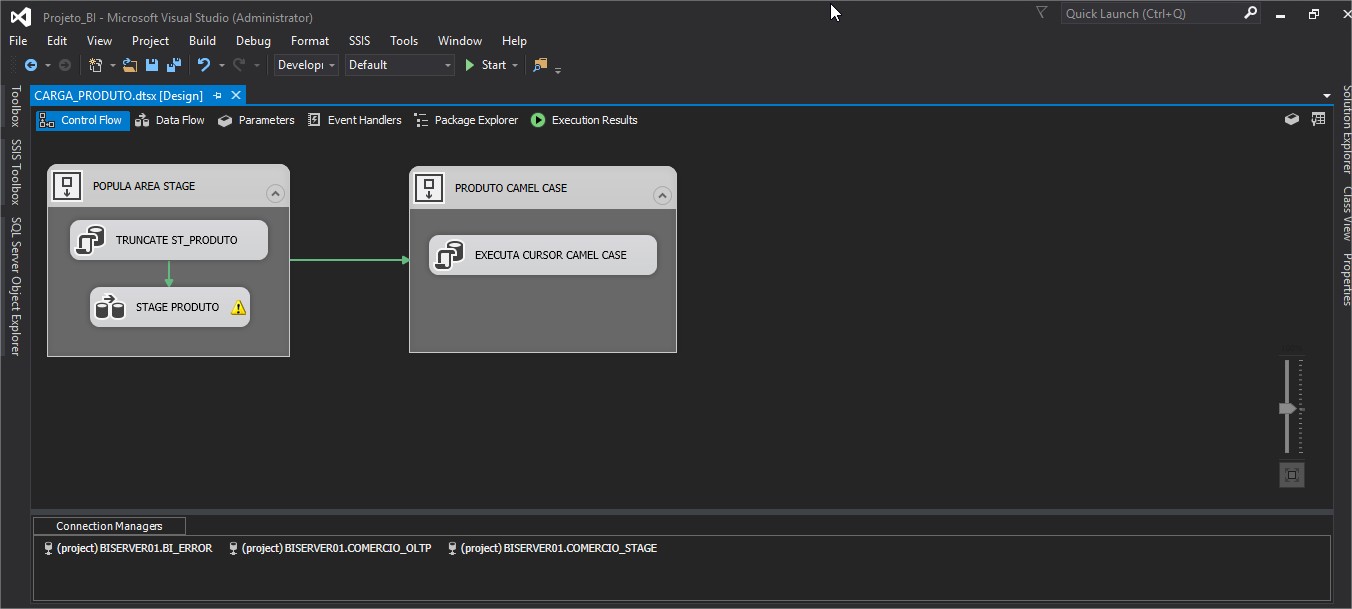 Projeto_BI - Microsoft Visual Studio (Administrator)
Quick Launch (Ctrl+Q)
File Edit View Project Build Debug Format SSIS Tools Window Help
Develop Default Start
CARGA_PRODUTO.dtsx [Design]
Control Flow Data Flow Parameters Event Handlers Package Explorer Execution Results
Toolbox
SSIS Toolbox
SQL Server Object Explorer
POPULA AREA STAGE
TRUNCATE ST_PRODUTO
STAGE PRODUTO
PRODUTO CAMEL CASE
EXECUTA CURSOR CAMEL CASE
Solution Explorer
Class View
Properties
Connection Managers
(project) BISERVER01.BI_ERROR (project) BISERVER01.COMERCIO_OLTP (project) BISERVER01.COMERCIO_STAGE